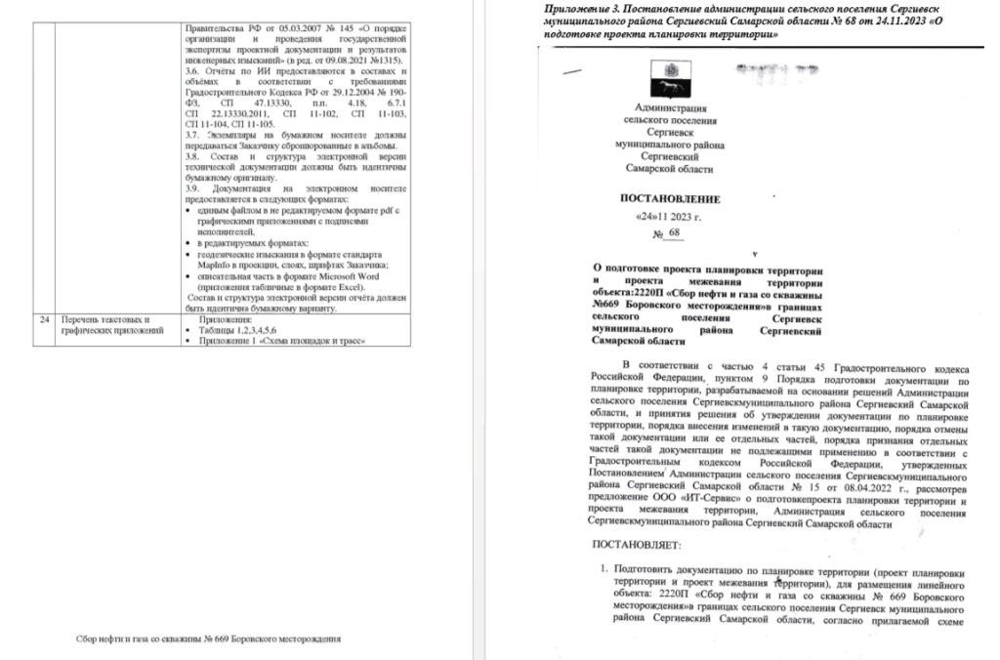 Правительства РФ от 05.03.2007 № 145 «О порядке
организации и проведения государственной
экспертизы проектной документации и результатов
инженерных изысканий» (в ред. от 09.08.2021 №1315).
3.6. Отчёты по ИИ предоставляются в составах и
объёмах в соответствии с требованиями
Градостроительного Кодекса РФ от 29.12.2004 № 190-
ФЗ, СП 47.13330, п.п. 4.18, 6.7.1
СП 22.13330.2011, СП 11-102, СП 11-103,
СП 11-104, СП 11-105.
3.7. Экземпляры на бумажном носителе должны
передаваться Заказчику сброшюрованные в альбомы.
3.8. Состав и структура электронной версии
технической документации должны быть идентичны
бумажному оригиналу.
3.9. Документация на электронном носителе
предоставляется в следующих форматах:
• единым файлом в не редактируемом формате pdf с
графическими приложениями с подписями
исполнителей,
• в редактируемых форматах:
• геодезические изыскания в формате стандарта
MapInfo в проекции, слоях, шрифтах Заказчика;
• описательная часть в формате Microsoft Word
(приложения табличные в формате Excel).
Состав и структура электронной версии отчёта должен
быть идентична бумажному варианту.
24 Перечень текстовых и
графических приложений
Приложения:
• Таблицы 1,2,3,4,5,6
• Приложение 1 «Схема площадок и трасс»
Сбор нефти и газа со скважины № 669 Боровского месторождения
Приложение 3. Постановление администрации сельского поселения Сергиевск
муниципального района Сергиевский Самарской области № 68 от 24.11.2023 «О
подготовке проекта планировки территории»
Администрация
сельского поселения
Сергиевск
муниципального района
Сергиевский
Самарской области
ПОСТАНОВЛЕНИЕ
«24»11 2023 г.
№ 68
О подготовке проекта планировки территории
и проекта межевания территории
объекта:2220П «Сбор нефти и газа со скважины
№669 Боровского месторождения»в границах
сельского поселения Сергиевск
муниципального района Сергиевский
Самарской области
В соответствии с частью 4 статьи 45 Градостроительного кодекса
Российской Федерации, пунктом 9 Порядка подготовки документации по
планировке территории, разрабатываемой на основании решений Администрации
сельского поселения Сергиевскмуниципального района Сергиевский Самарской
области, и принятия решения об утверждении документации по планировке
территории, порядка внесения изменений в такую документацию, порядка отмены
такой документации или ее отдельных частей, порядка признания отдельных
частей такой документации не подлежащими применению в соответствии с
Градостроительным кодексом Российской Федерации, утвержденных
Постановлением Администрации сельского поселения Сергиевскмуниципального
района Сергиевский Самарской области № 15 от 08.04.2022 г., рассмотрев
предложение ООО «ИТ-Сервис» о подготовкепроекта планировки территории и
проекта межевания территории, Администрация сельского поселения
Сергиевскмуниципального района Сергиевский Самарской области
ПОСТАНОВЛЯЕТ:
1. Подготовить документацию по планировке территории (проект планировки
территории и проект межевания территории), для размещения линейного
объекта: 2220П «Сбор нефти и газа со скважины № 669 Боровского
месторождения»в границах сельского поселения Сергиевск муниципального
района Сергиевский Самарской области, согласно прилагаемой схеме